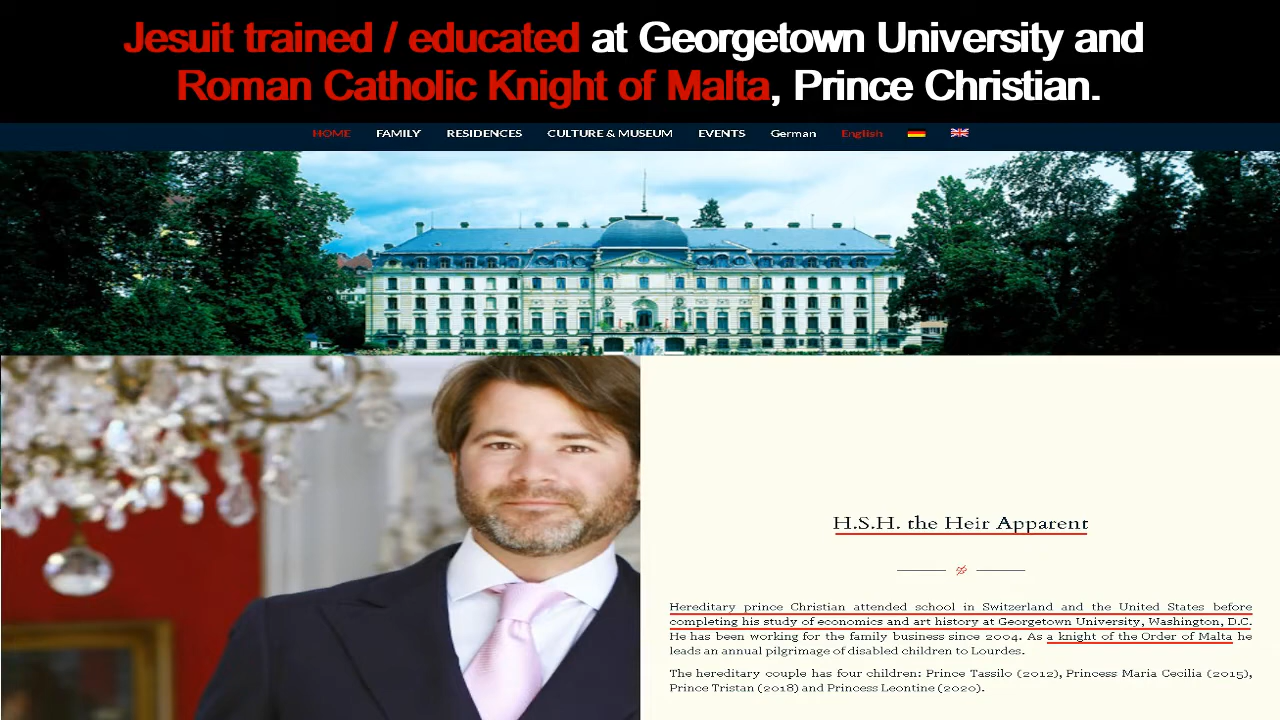 Jesuit trained / educated at Georgetown University and
Roman Catholic Knight of Malta, Prince Christian.
HOME FAMILY RESIDENCES CULTURE & MUSEUM EVENTS German English
H.S.H. the Heir Apparent
Hereditary prince Christian attended school in Switzerland and the United States before
completing his study of economics and art history at Georgetown University, Washington, D.C.
He has been working for the family business since 2004. As a knight of the Order of Malta he
leads an annual pilgrimage of disabled children to Lourdes.
The hereditary couple has four children: Prince Tassilo (2012), Princess Maria Cecilia (2015),
Prince Tristan (2018) and Princess Leontine (2020).